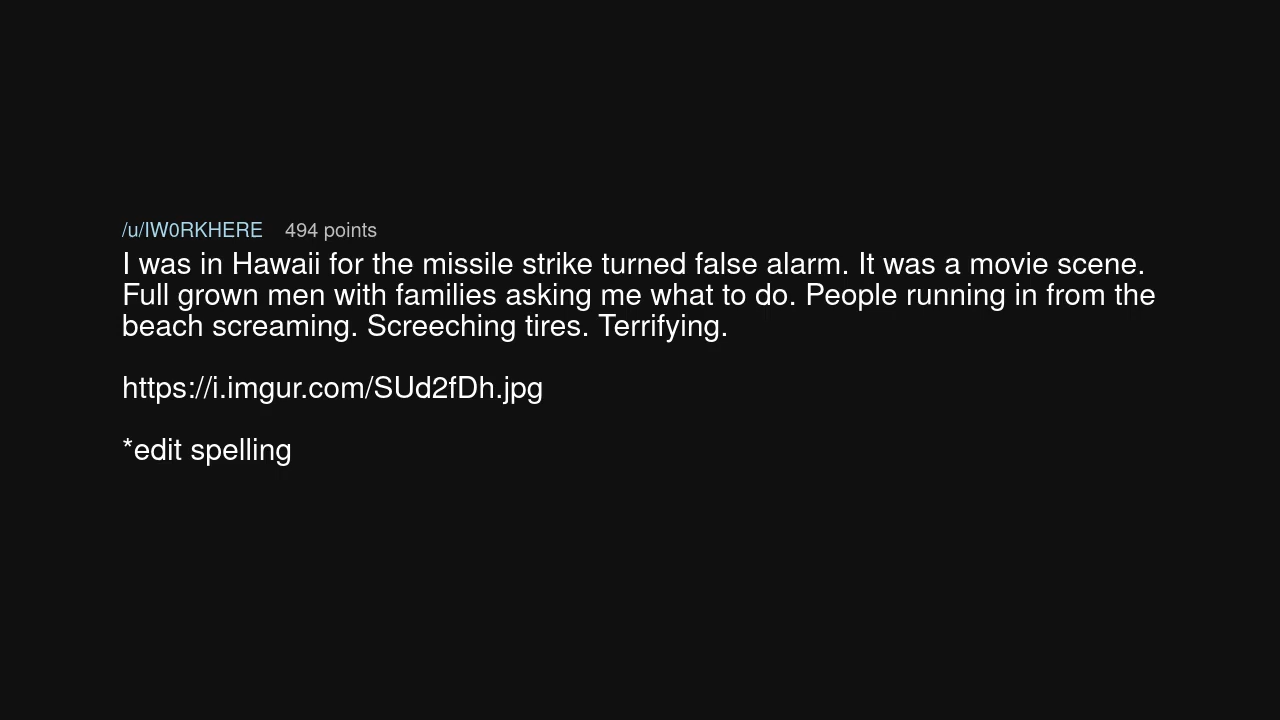 /u/IW0RKHERE 494 points
I was in Hawaii for the missile strike turned false alarm. It was a movie scene.
Full grown men with families asking me what to do. People running in from the
beach screaming. Screeching tires. Terrifying.
https://i.imgur.com/SUd2fDh.jpg
*edit spelling